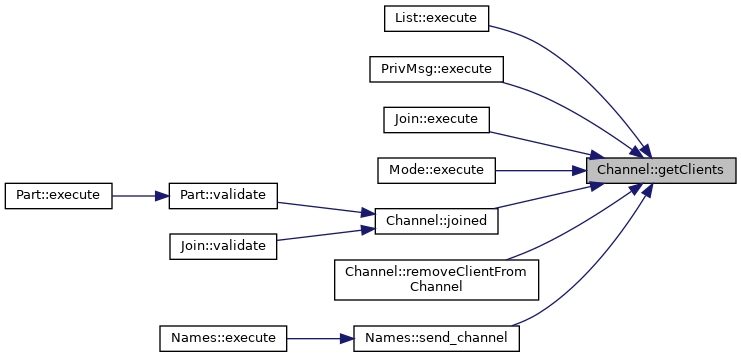 List::execute
PrivMsg::execute
Join::execute
Mode::execute
Channel::getClients
Part::execute
Part::validate
Channel::joined
Join::validate
Channel::removeClientFrom
Channel
Names::execute
Names::send_channel